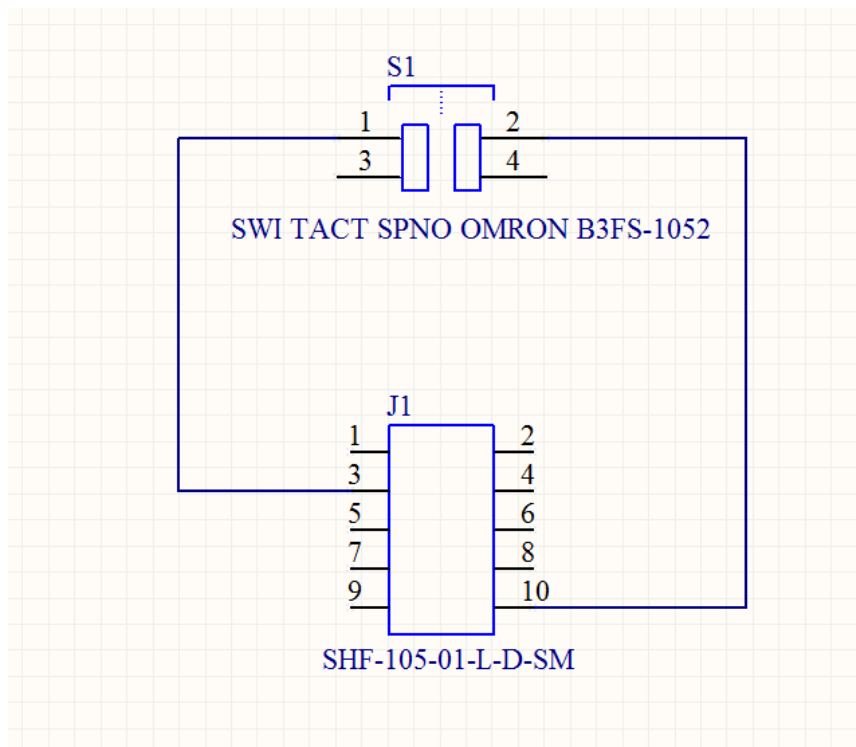 S1
1 2
3 4
SWI TACT SPNO OMRON B3FS-1052
J1
1 2
3 4
5 6
7 8
9 10
SHF-105-01-L-D-SM